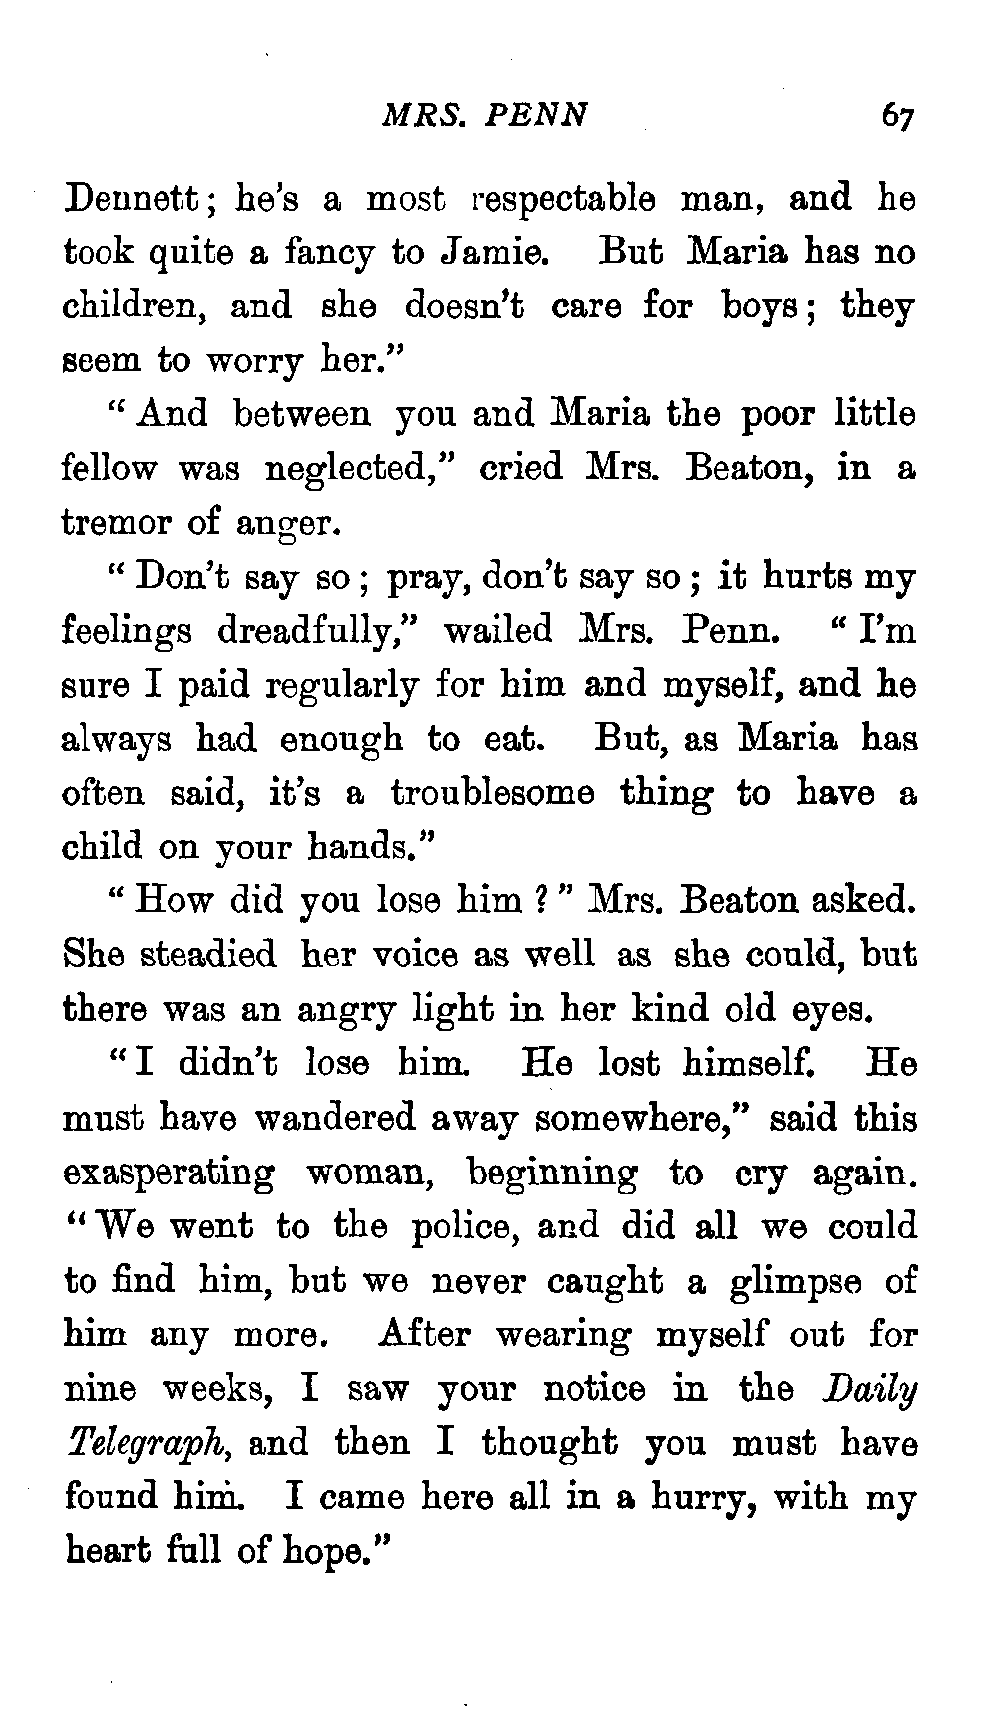 MRS. PENN 67
Dennett; he's a most respectable man, and he
took quite a fancy to Jamie. But Maria has no
children, and she doesn't care for boys; they
seem to worry her."
"And between you and Maria the poor little
fellow was neglected," cried Mrs. Beaton, in a
tremor of anger.
"Don't say so; pray, don't say so; it hurts my
feelings dreadfully," wailed Mrs. Penn. "I'm
sure I paid regularly for him and myself, and he
always had enough to eat. But, as Maria has
often said, it's a troublesome thing to have a
child on your hands."
"How did you lose him?" Mrs. Beaton asked.
She steadied her voice as well as she could, but
there was an angry light in her kind old eyes.
"I didn't lose him. He lost himself. He
must have wandered away somewhere," said this
exasperating woman, beginning to cry again.
"We went to the police, and did all we could
to find him, but we never caught a glimpse of
him any more. After wearing myself out for
nine weeks, I saw your notice in the Daily
Telegraph, and then I thought you must have
found him. I came here all in a hurry, with my
heart full of hope."